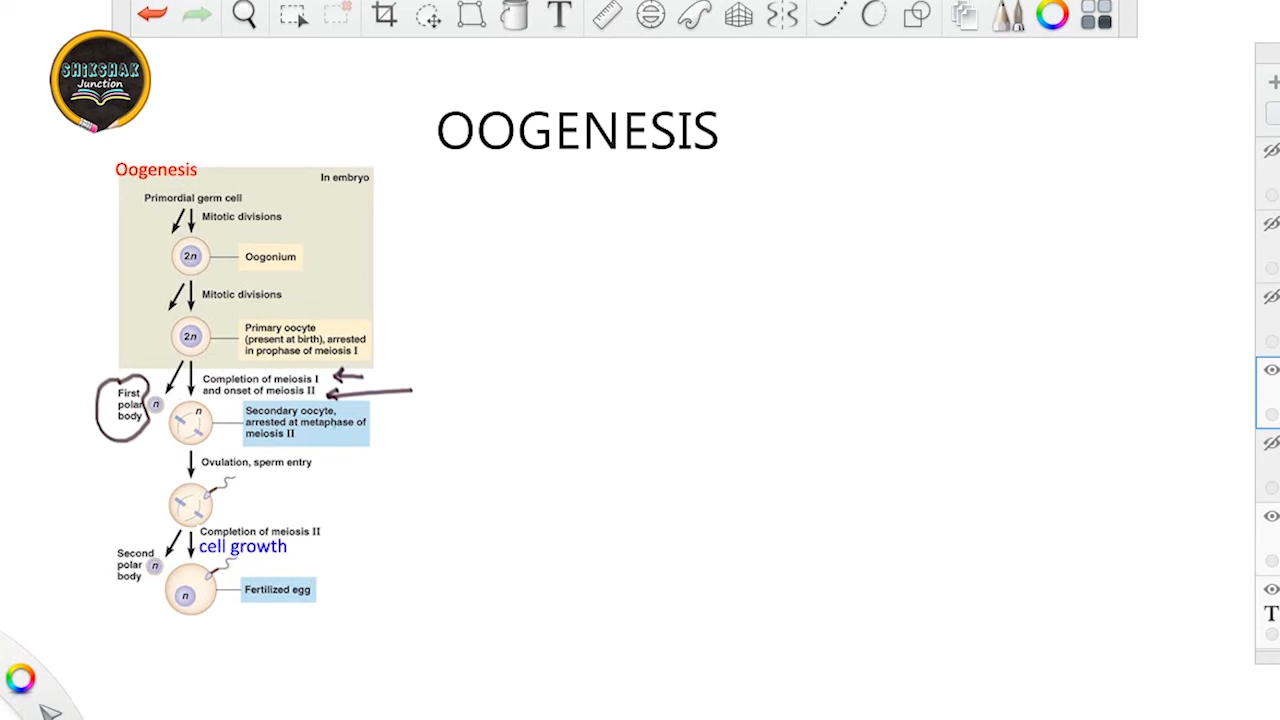 SHiKSHAK
Junction
OOGENESIS
Oogenesis
In embryo
Primordial germ cell
Mitotic divisions
2n
Oogonium
Mitotic divisions
2n
Primary oocyte
(present at birth), arrested
in prophase of meiosis I
Completion of meiosis I
and onset of meiosis II
First
polar
body
n
n
Secondary oocyte,
arrested at metaphase of
meiosis II
Ovulation, sperm entry
Completion of meiosis II
cell growth
Second
polar
body
n
n
Fertilized egg
T
T